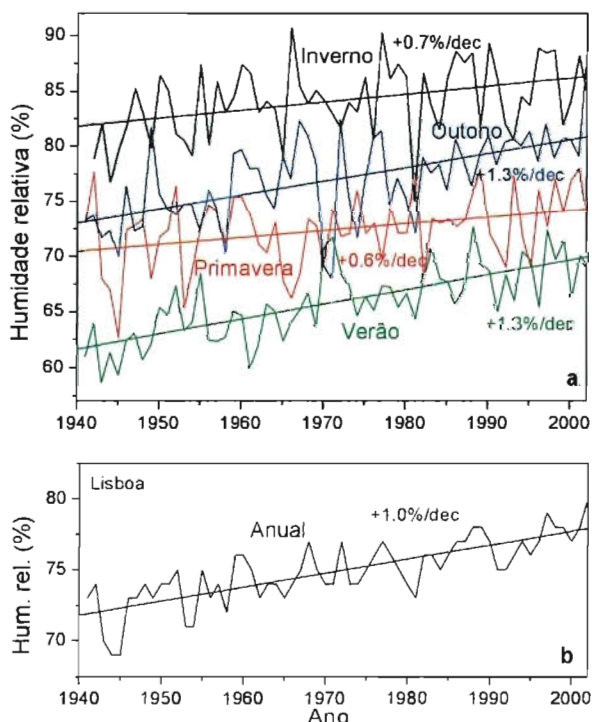 90
85
80
75
70
65
60
Humidade relativa (%)
Inverno
+0.7%/dec
Outono
+1.3%/dec
Primavera
+0.6%/dec
Verão
+1.3%/dec
a
1940 1950 1960 1970 1980 1990 2000
Lisboa
80
75
70
Hum. rel. (%)
Anual
+1.0%/dec
b
1940 1950 1960 1970 1980 1990 2000
Ano